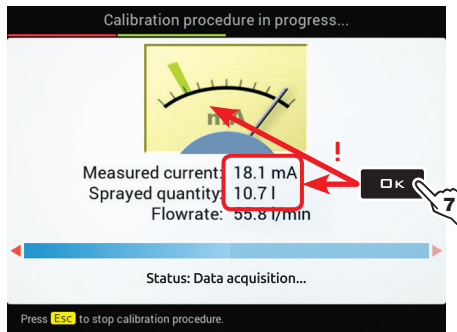 Calibration procedure in progress...
mA
!
Measured current: 18.1 mA
Sprayed quantity: 10.7 l
Flowrate: 55.8 l/min
OK
7
Status: Data acquisition...
Press Esc to stop calibration procedure.